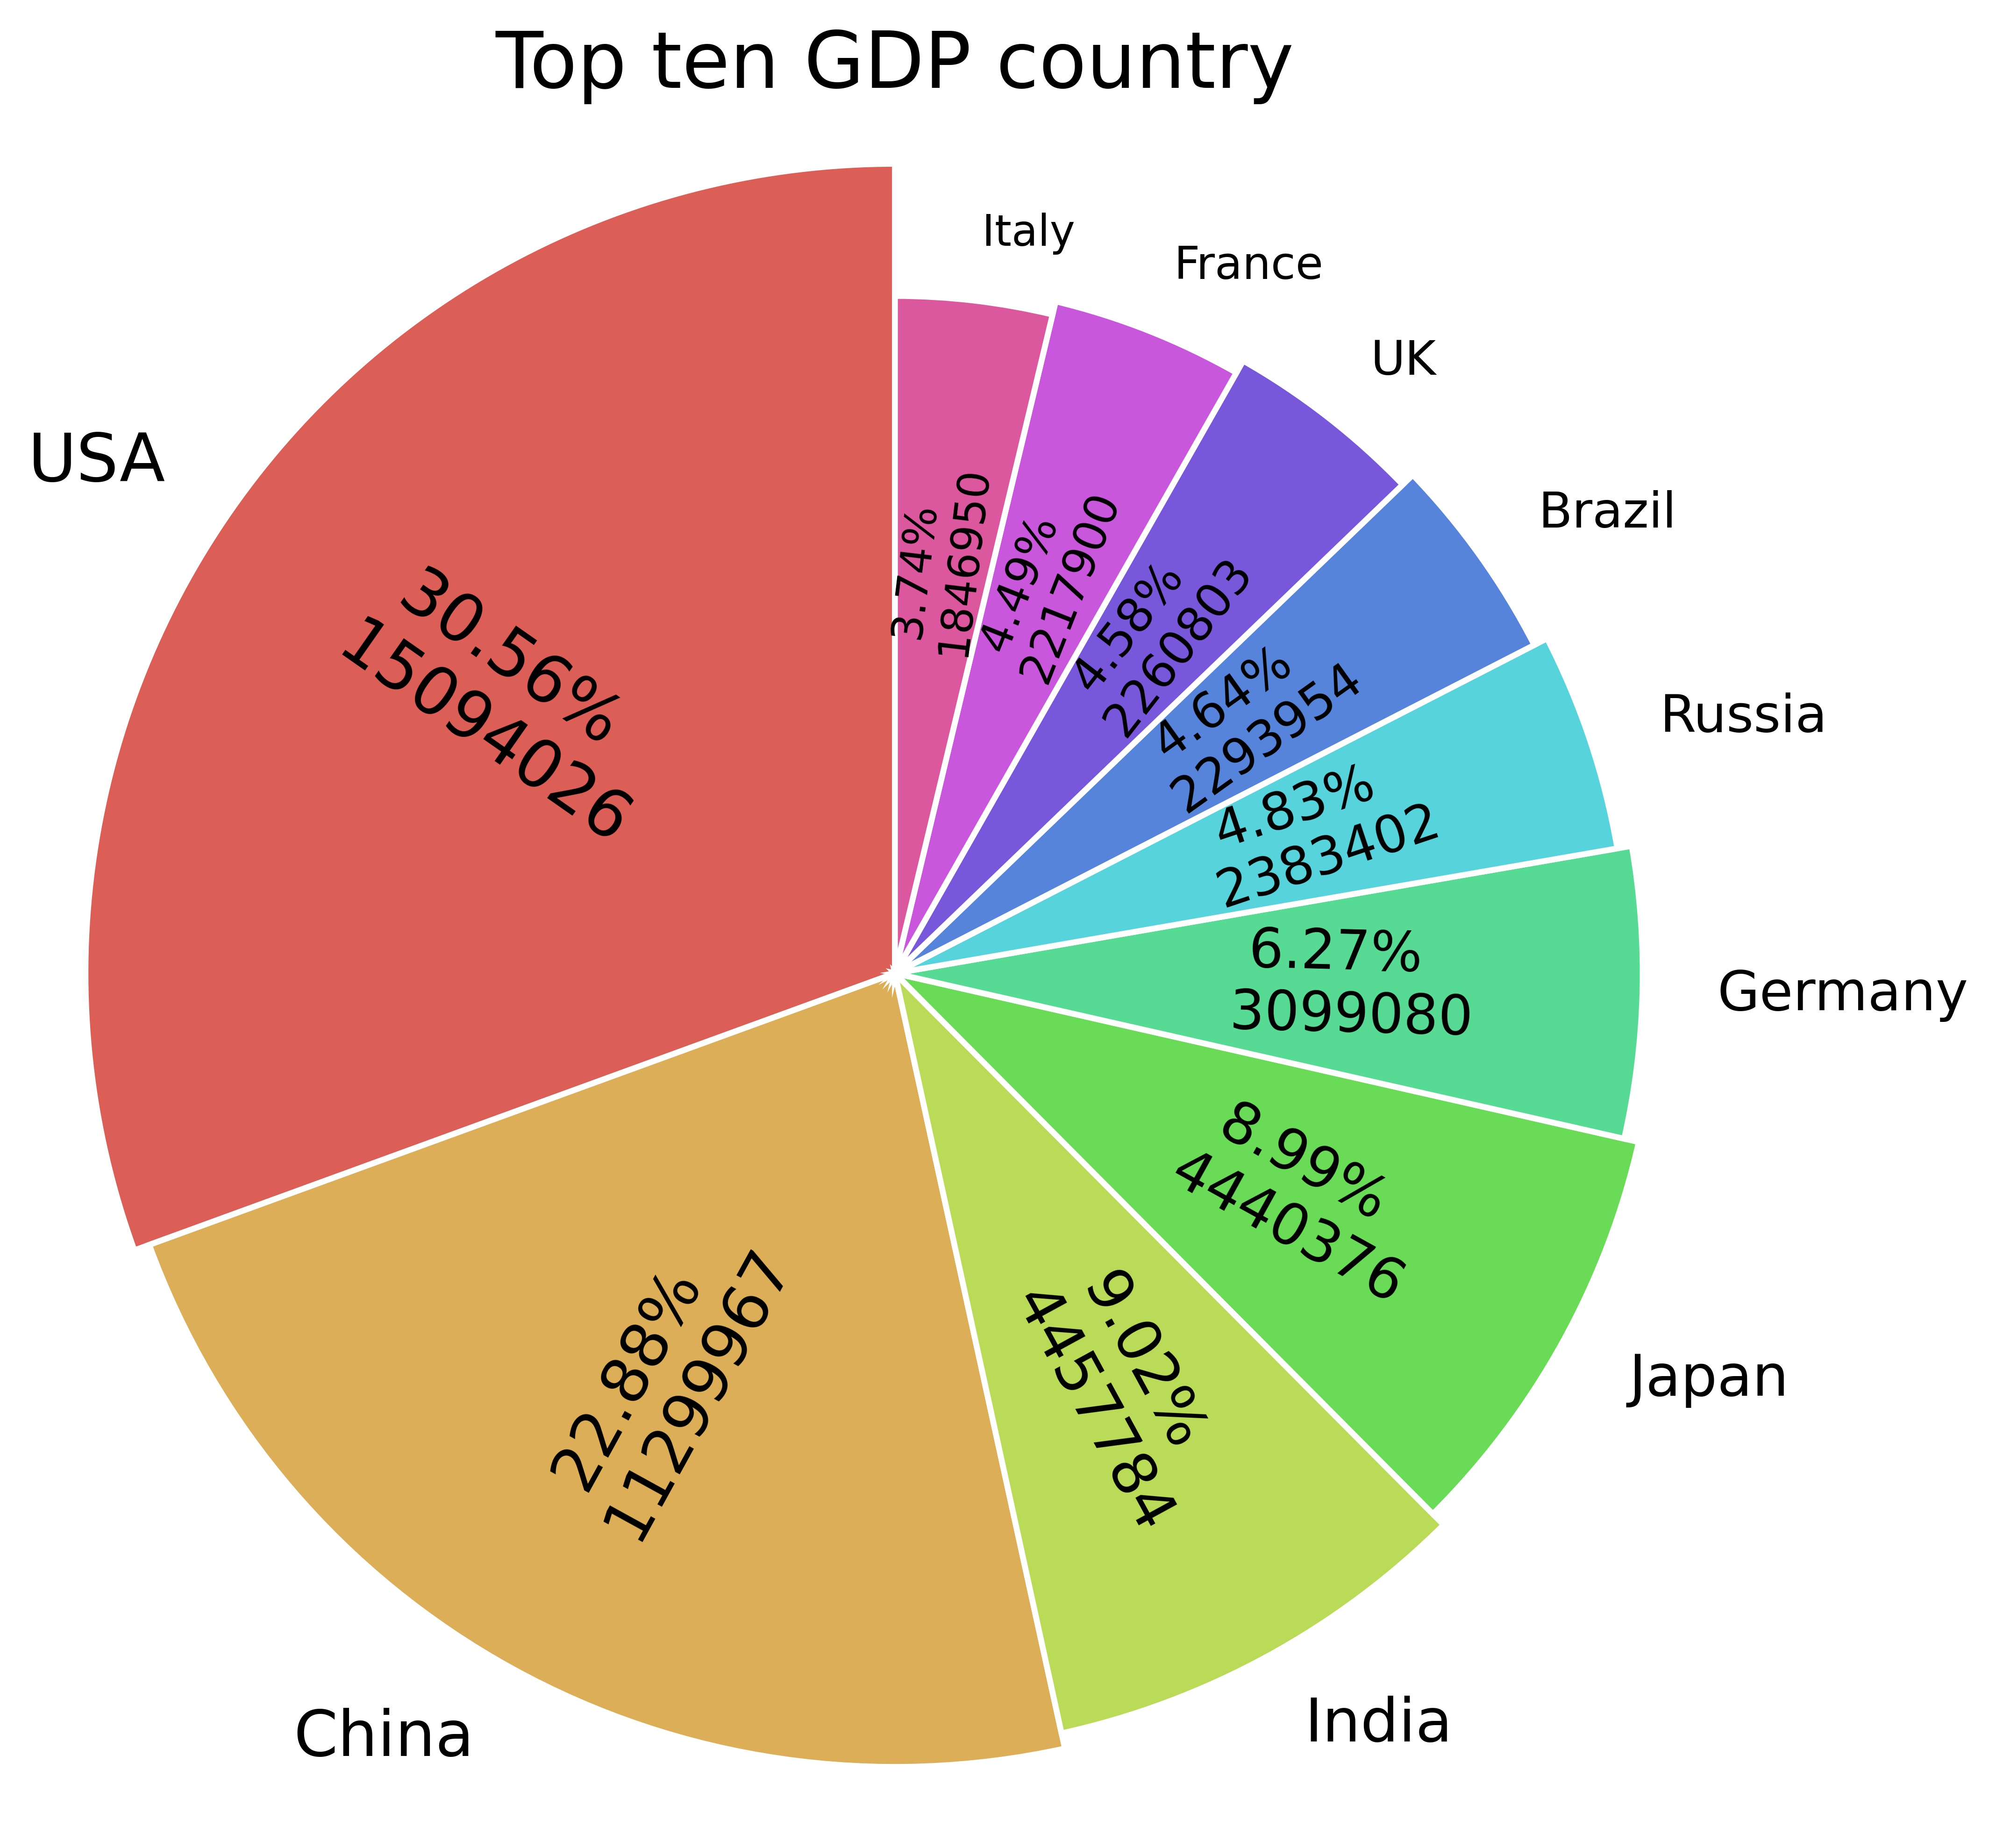 Top ten GDP country
USA
30.56%
15094026
China
22.88%
11299967
India
9.02%
4457784
Japan
8.99%
4440376
Germany
6.27%
3099080
Russia
4.83%
2383402
Brazil
4.64%
2293954
UK
4.58%
2260803
France
4.49%
2217900
Italy
3.74%
1846950